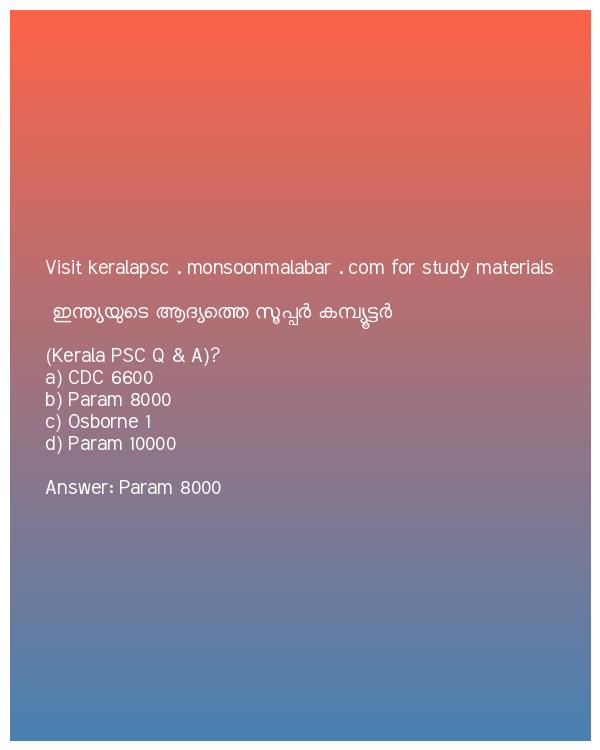 Visit keralapsc . monsoonmalabar . com for study materials
ഇന്ത്യയുടെ ആദ്യത്തെ സൂപ്പർ കമ്പ്യൂട്ടർ
(Kerala PSC Q & A)?
a) CDC 6600
b) Param 8000
c) Osborne 1
d) Param 10000
Answer: Param 8000